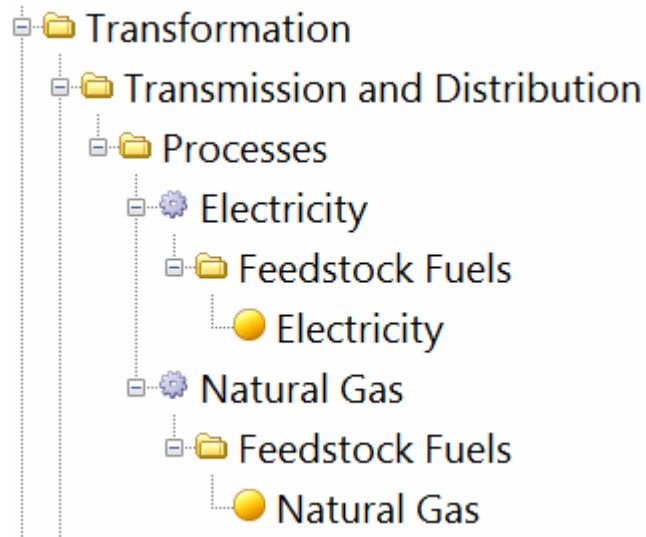 Transformation
Transmission and Distribution
Processes
Electricity
Feedstock Fuels
Electricity
Natural Gas
Feedstock Fuels
Natural Gas